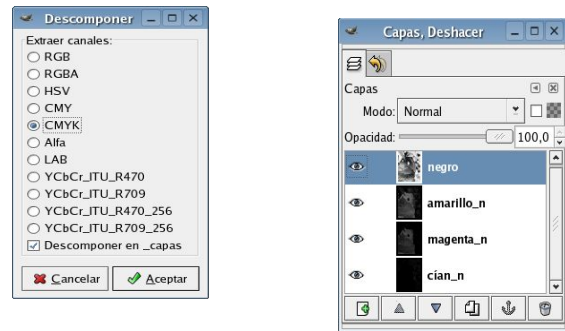 Descomponer
Extraer canales:
RGB
RGBA
HSV
CMY
CMYK
Alfa
LAB
YCbCr_ITU_R470
YCbCr_ITU_R709
YCbCr_ITU_R470_256
YCbCr_ITU_R709_256
Descomponer en _capas
Cancelar Aceptar
Capas, Deshacer
Capas
Modo: Normal
Opacidad: 100,0
negro
amarillo_n
magenta_n
cían_n